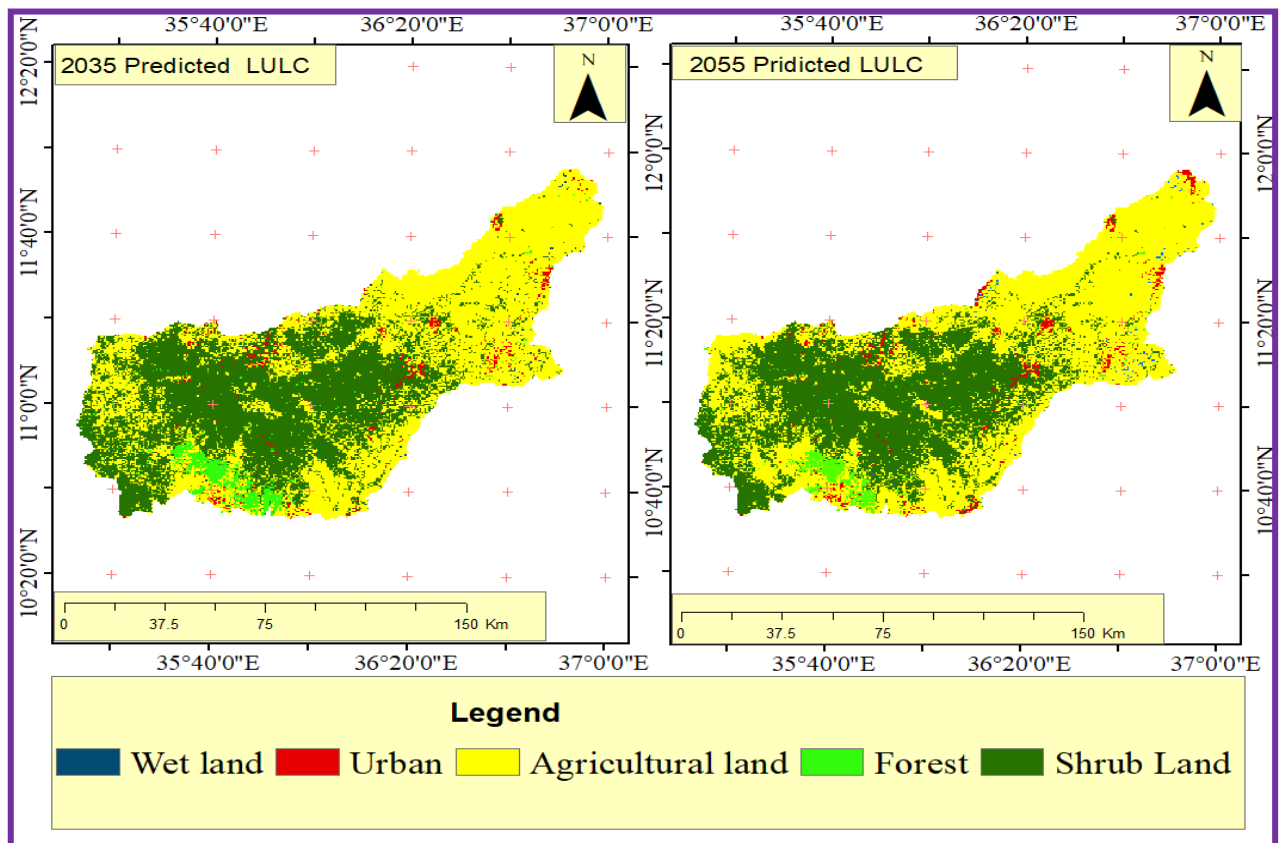 35°40'0"E 36°20'0"E 37°0'0"E
2035 Predicted LULC
N
12°20'0"N
11°40'0"N
11°20'0"N
11°0'0"N
10°20'0"N
0 37.5 75 150 Km
35°40'0"E 36°20'0"E 37°0'0"E
35°40'0"E 36°20'0"E 37°0'0"E
2055 Pridicted LULC
N
12°0'0"N
11°20'0"N
10°40'0"N
12°0'0"N
11°20'0"N
10°40'0"N
0 37.5 75 150 Km
35°40'0"E 36°20'0"E 37°0'0"E
Legend
Wet land Urban Agricultural land Forest Shrub Land